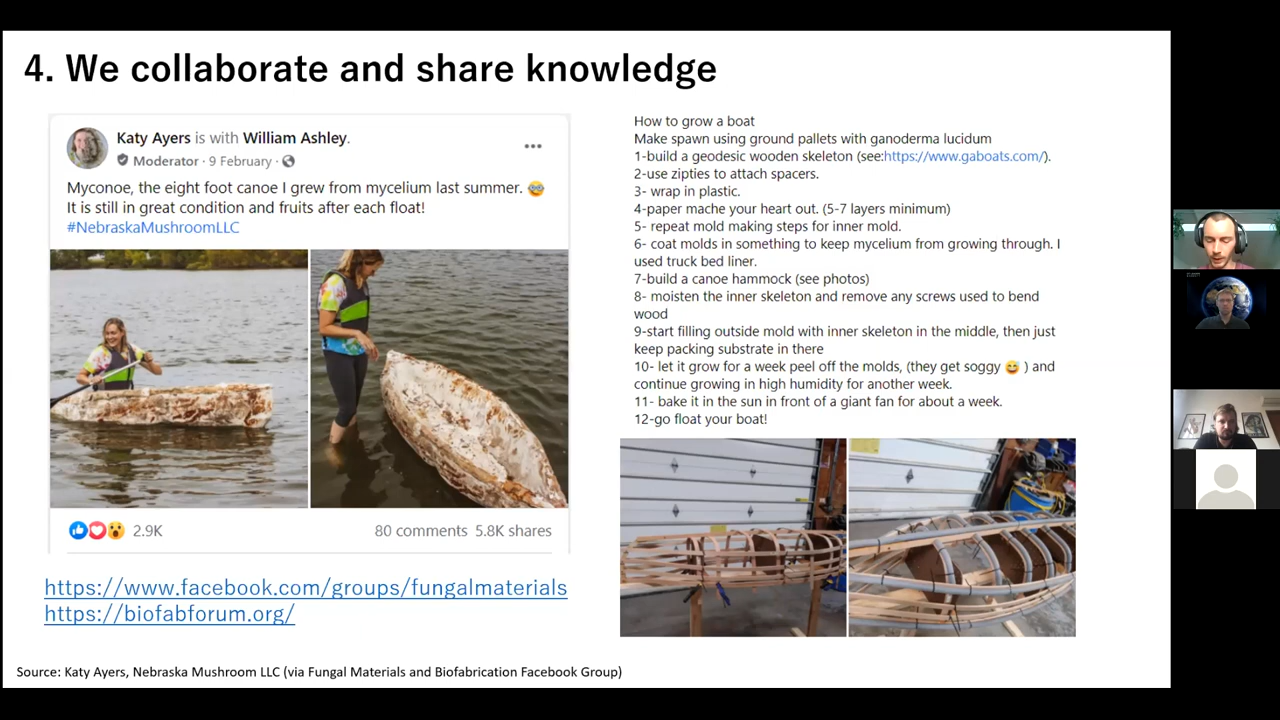 4. We collaborate and share knowledge
Katy Ayers is with William Ashley.
Moderator · 9 February ·
Myconoe, the eight foot canoe I grew from mycelium last summer. 🤓
It is still in great condition and fruits after each float!
#NebraskaMushroomLLC
2.9K
80 comments 5.8K shares
https://www.facebook.com/groups/fungalmaterials
https://biofabforum.org/
How to grow a boat
Make spawn using ground pallets with ganoderma lucidum
1-build a geodesic wooden skeleton (see:https://www.gaboats.com/).
2-use zipties to attach spacers.
3- wrap in plastic.
4-paper mache your heart out. (5-7 layers minimum)
5- repeat mold making steps for inner mold.
6- coat molds in something to keep mycelium from growing through. I
used truck bed liner.
7-build a canoe hammock (see photos)
8- moisten the inner skeleton and remove any screws used to bend
wood
9-start filling outside mold with inner skeleton in the middle, then just
keep packing substrate in there
10- let it grow for a week peel off the molds, (they get soggy 😅 ) and
continue growing in high humidity for another week.
11- bake it in the sun in front of a giant fan for about a week.
12-go float your boat!
Source: Katy Ayers, Nebraska Mushroom LLC (via Fungal Materials and Biofabrication Facebook Group)